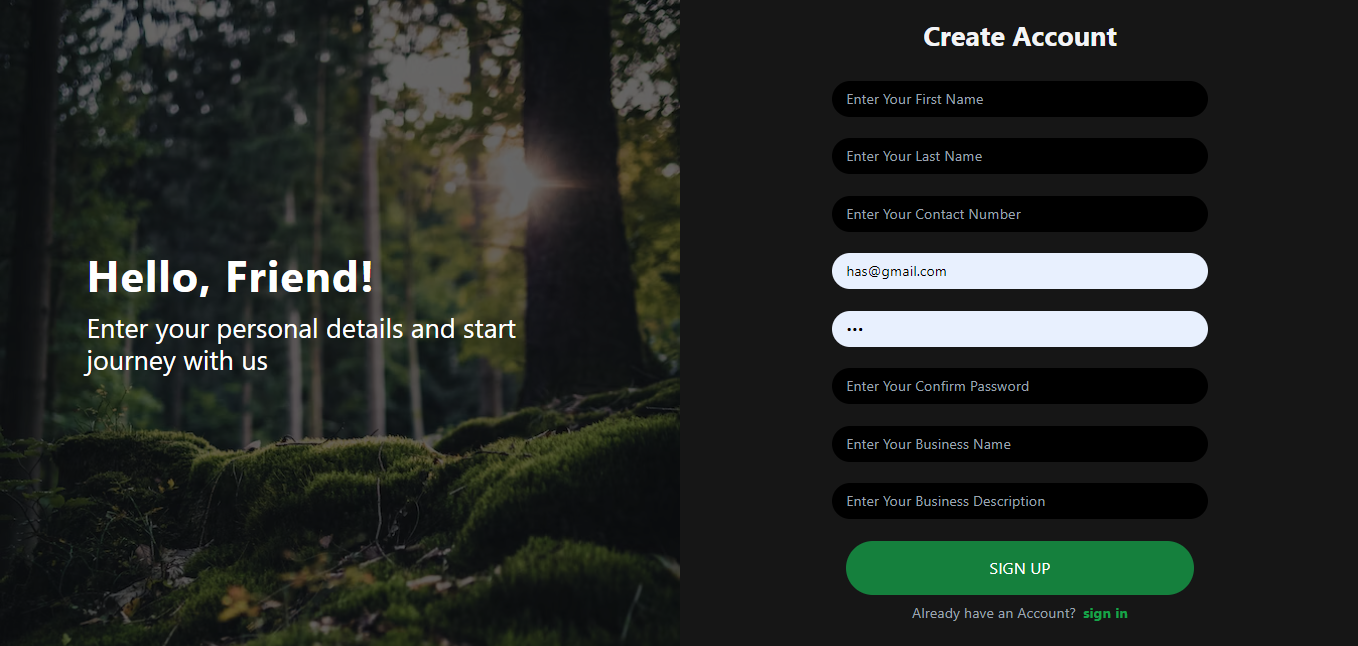 Hello, Friend!
Enter your personal details and start
journey with us
Create Account
Enter Your First Name
Enter Your Last Name
Enter Your Contact Number
has@gmail.com
•••
Enter Your Confirm Password
Enter Your Business Name
Enter Your Business Description
SIGN UP
Already have an Account? sign in